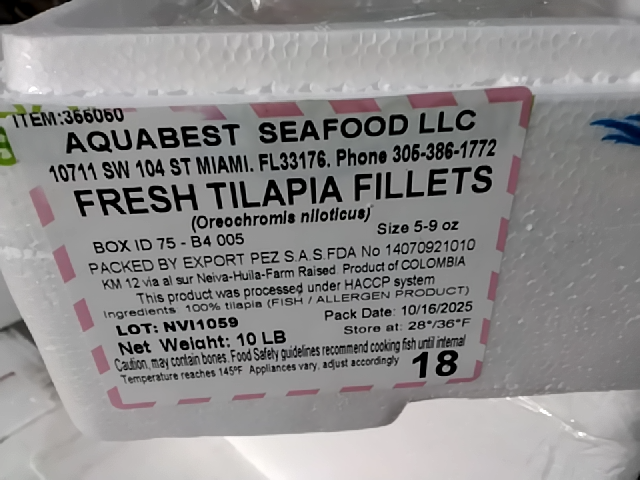 ITEM:366060
AQUABEST SEAFOOD LLC
10711 SW 104 ST MIAMI. FL33176. Phone 305-386-1772
FRESH TILAPIA FILLETS
(Oreochromis niloticus)
Size 5-9 oz
BOX ID 75 - B4 005
PACKED BY EXPORT PEZ S.A.S.FDA No 14070921010
KM 12 via al sur Neiva-Huila-Farm Raised. Product of COLOMBIA
This product was processed under HACCP system
Ingredients 100% tilapia (FISH / ALLERGEN PRODUCT)
LOT: NVI1059
Pack Date: 10/16/2025
Net Weight: 10 LB
Store at: 28°/36°F
Caution, may contain bones. Food Safety guidelines recommend cooking fish until internal
Temperature reaches 145ºF Appliances vary, adjust accordingly
18